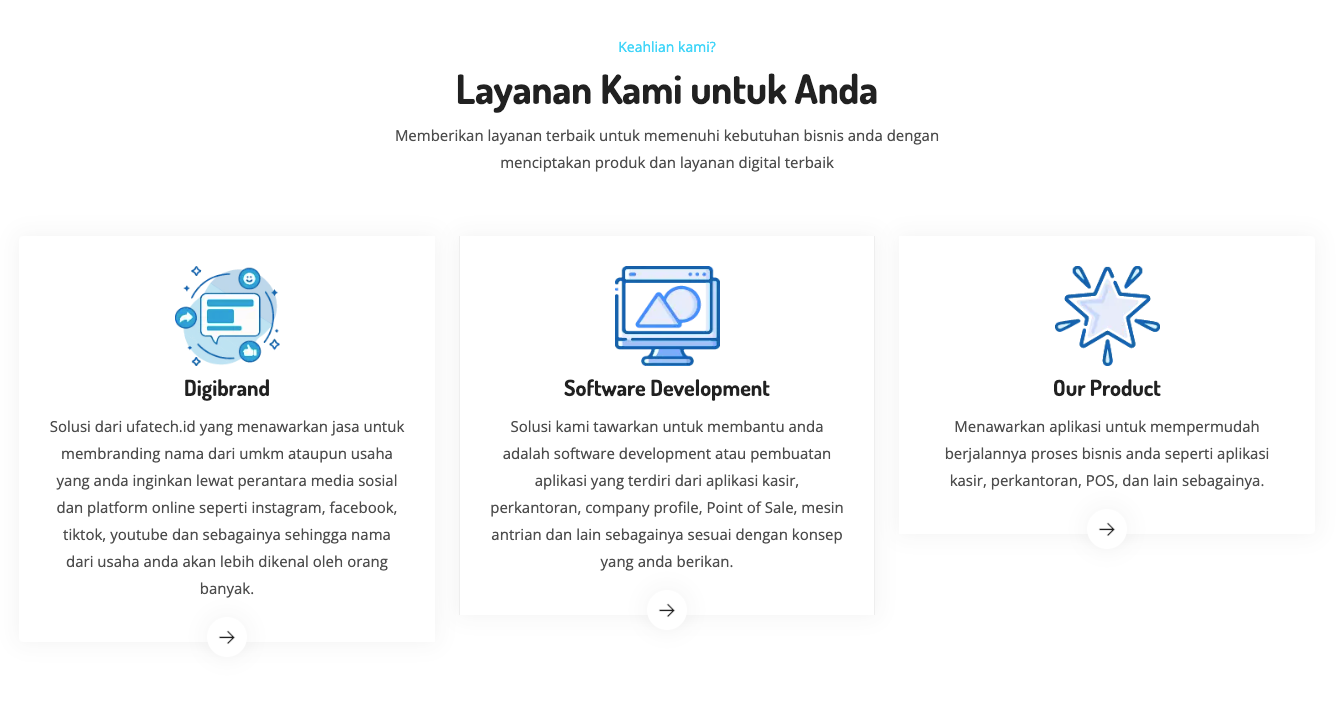 Keahlian kami?
Layanan Kami untuk Anda
Memberikan layanan terbaik untuk memenuhi kebutuhan bisnis anda dengan
menciptakan produk dan layanan digital terbaik
Digibrand
Solusi dari ufatech.id yang menawarkan jasa untuk
membranding nama dari umkm ataupun usaha
yang anda inginkan lewat perantara media sosial
dan platform online seperti instagram, facebook,
tiktok, youtube dan sebagainya sehingga nama
dari usaha anda akan lebih dikenal oleh orang
banyak.
Software Development
Solusi kami tawarkan untuk membantu anda
adalah software development atau pembuatan
aplikasi yang terdiri dari aplikasi kasir,
perkantoran, company profile, Point of Sale, mesin
antrian dan lain sebagainya sesuai dengan konsep
yang anda berikan.
Our Product
Menawarkan aplikasi untuk mempermudah
berjalannya proses bisnis anda seperti aplikasi
kasir, perkantoran, POS, dan lain sebagainya.